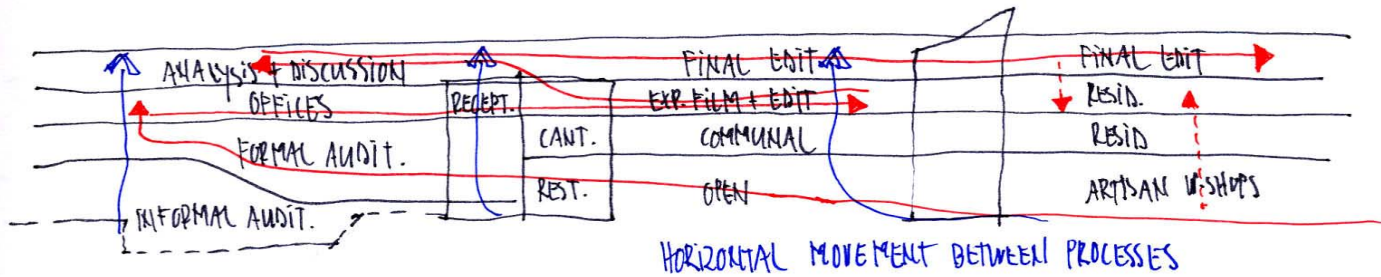 ANALYSIS + DISCUSSION
FINAL EDIT
FINAL EDIT
OFFICES
RECEPT.
EXP. FILM + EDIT
RESID.
FORMAL AUDIT.
CANT.
COMMUNAL
RESID
INFORMAL AUDIT.
REST.
OPEN
ARTISAN W-SHOPS
HORIZONTAL MOVEMENT BETWEEN PROCESSES